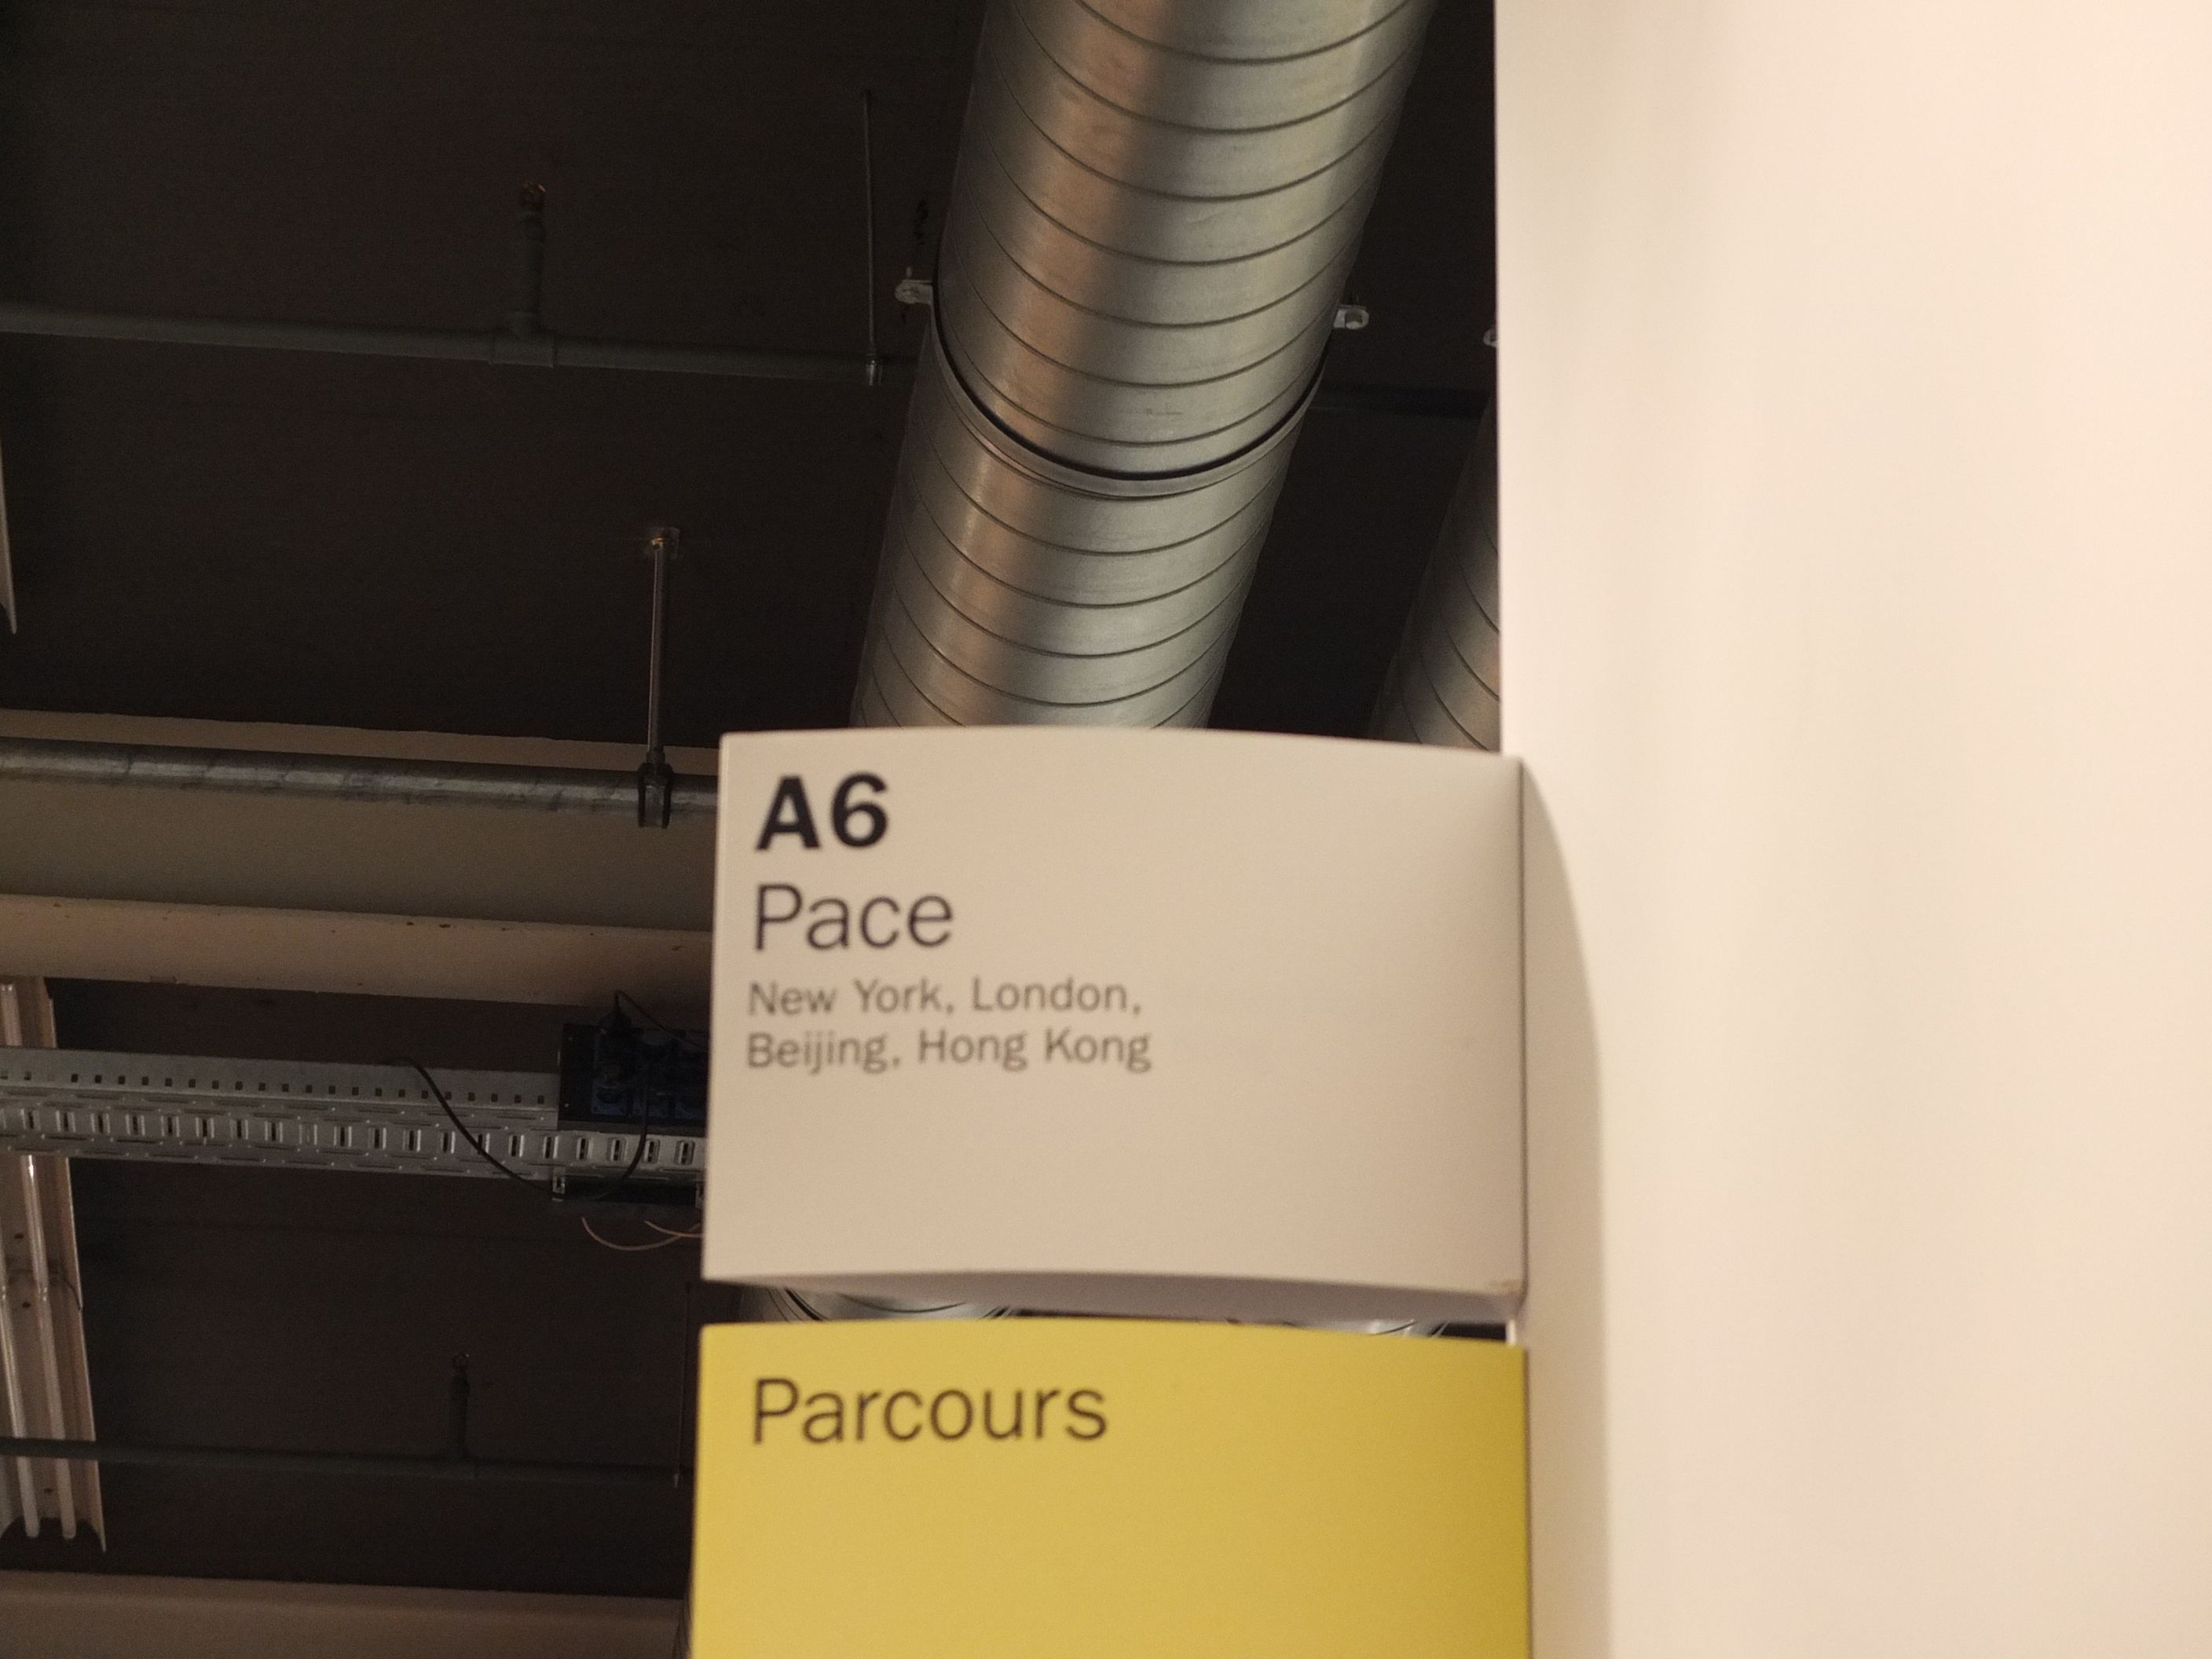 A6
Pace
New York, London,
Beijing, Hong Kong
Parcours